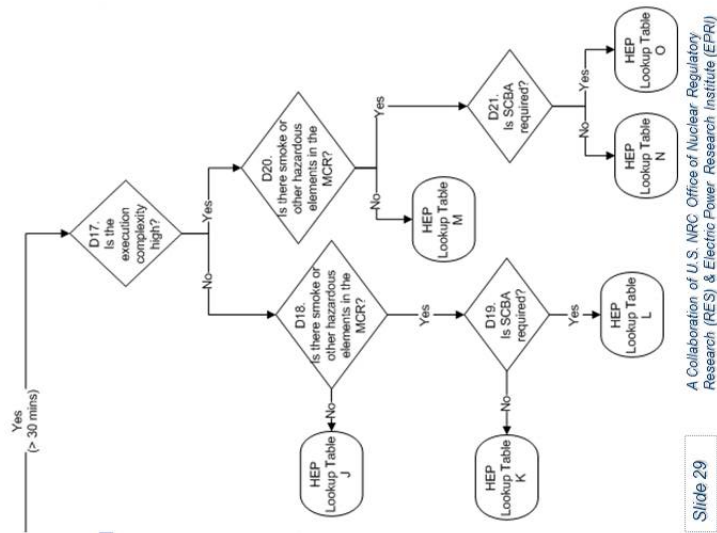 Yes
(> 30 mins)
D17.
Is the
execution
complexity
high?
No
Yes
D18.
Is there smoke or
other hazardous
elements in the
MCR?
D20.
Is there smoke or
other hazardous
elements in the
MCR?
No
Yes
No
Yes
HEP
Lookup Table
J
D19.
Is SCBA
required?
HEP
Lookup Table
M
D21.
Is SCBA
required?
No
Yes
No
Yes
HEP
Lookup Table
K
HEP
Lookup Table
L
HEP
Lookup Table
N
HEP
Lookup Table
O
Slide 29
A Collaboration of U.S. NRC Office of Nuclear Regulatory
Research (RES) & Electric Power Research Institute (EPRI)